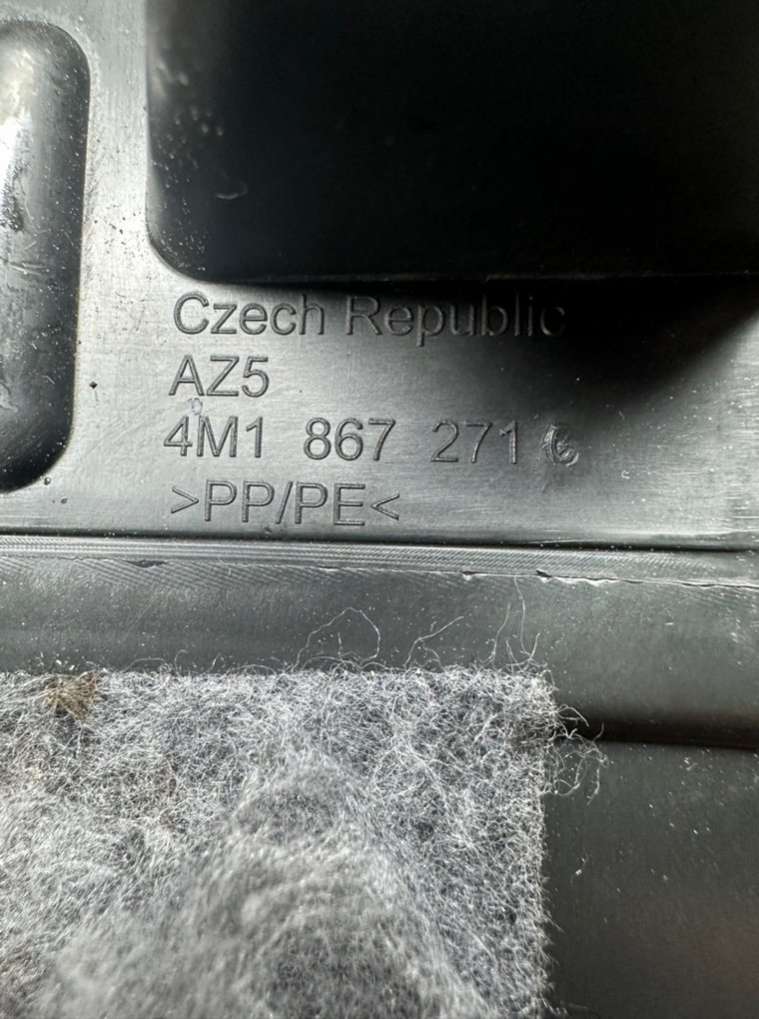 Czech Republic
AZ5
4M1 867 271
>PP/PE<